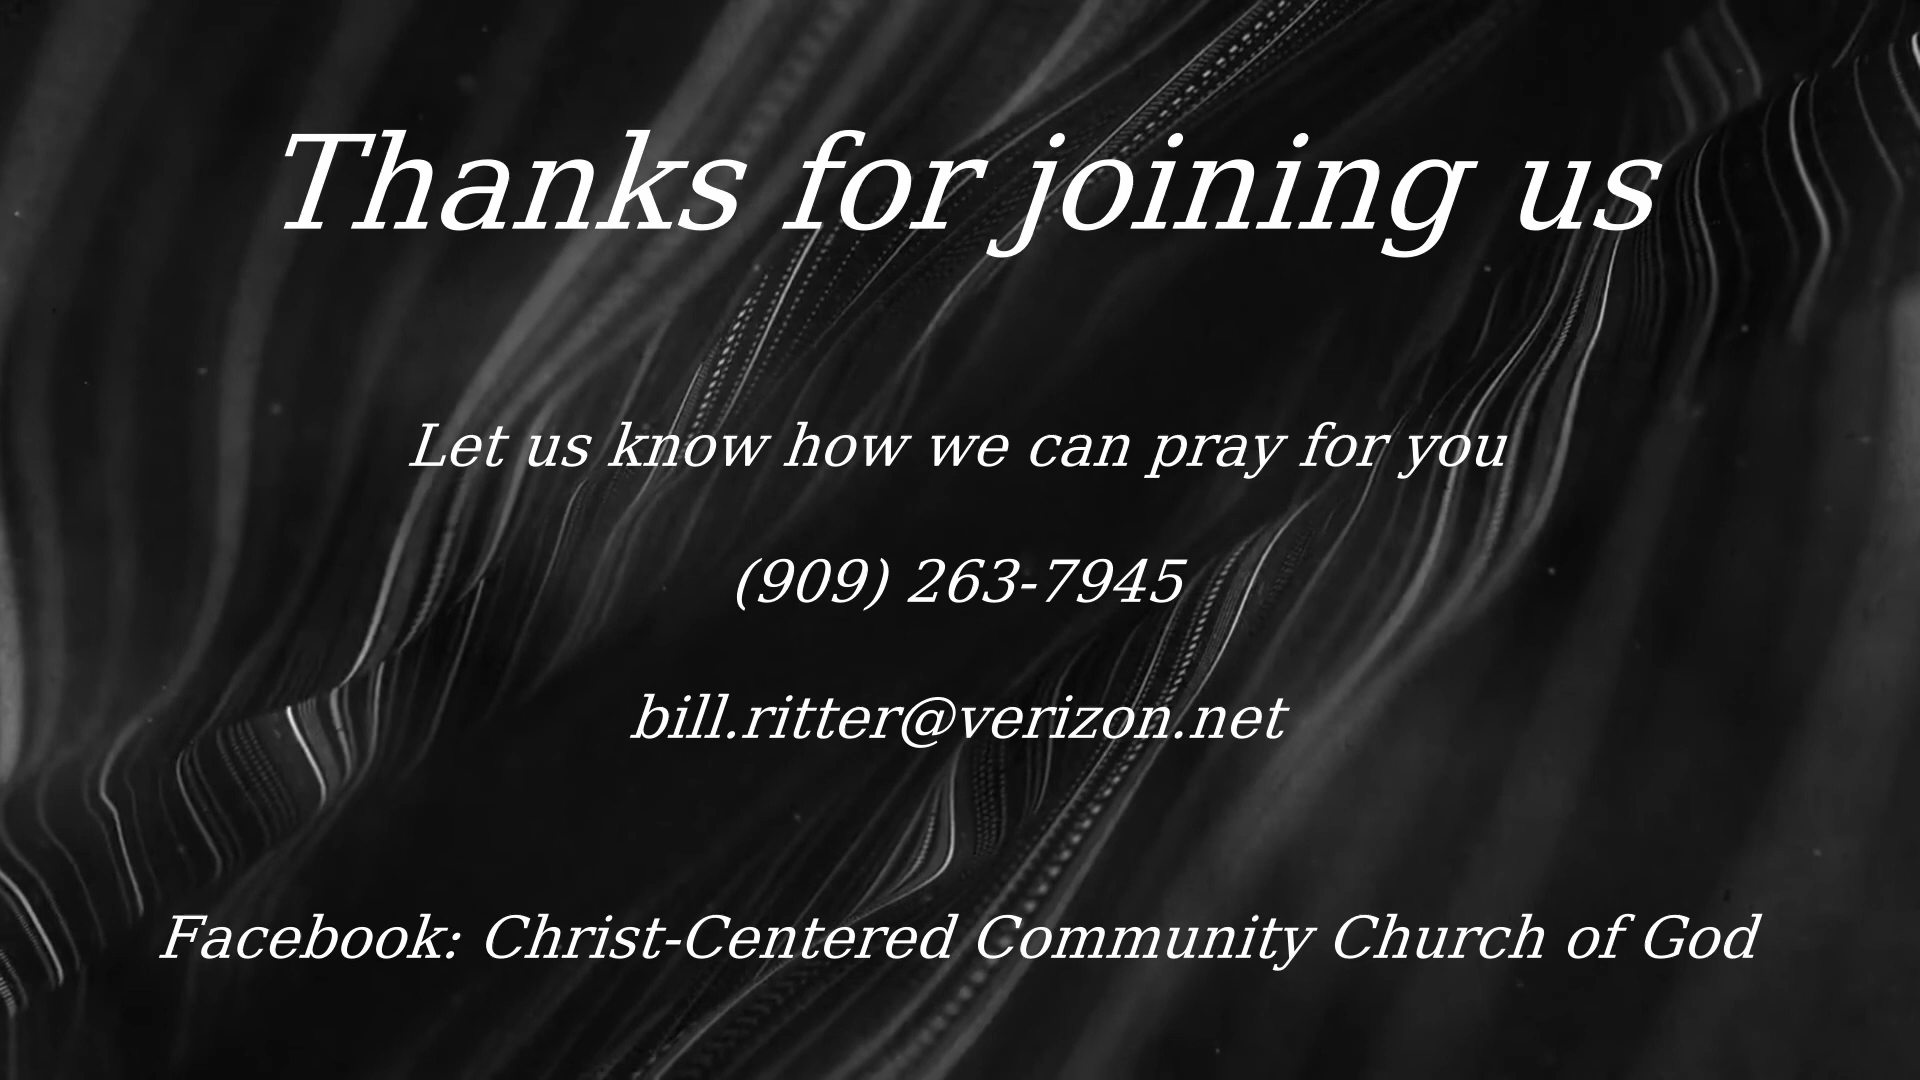 Thanks for joining us
Let us know how we can pray for you
(909) 263-7945
bill.ritter@verizon.net
Facebook: Christ-Centered Community Church of God